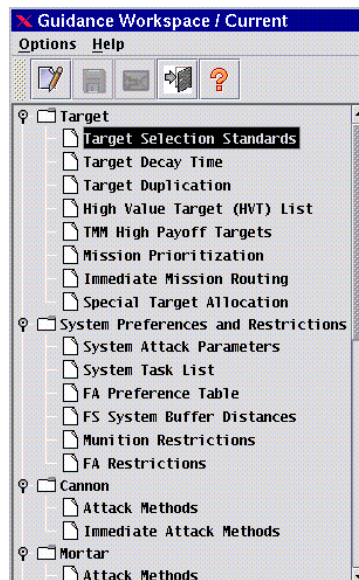 Guidance Workspace / Current
Options Help
Target
Target Selection Standards
Target Decay Time
Target Duplication
High Value Target (HVT) List
TMM High Payoff Targets
Mission Prioritization
Immediate Mission Routing
Special Target Allocation
System Preferences and Restrictions
System Attack Parameters
System Task List
FA Preference Table
FS System Buffer Distances
Munition Restrictions
FA Restrictions
Cannon
Attack Methods
Immediate Attack Methods
Mortar
Attack Methods